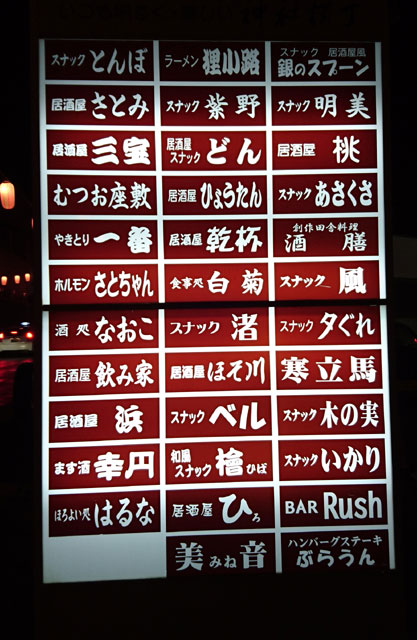 スナック とんぼ
ラーメン 狸小路
スナック 居酒屋風
銀のスプーン
居酒屋 さとみ
スナック 紫野
スナック 明美
居酒屋 三宝
居酒屋
スナック どん
居酒屋 桃
むつお座敷
居酒屋 ひょうたん
スナック あさくさ
やきとり 一番
居酒屋 乾杯
創作田舎料理
酒膳
ホルモン さとちゃん
食事処 白菊
スナック 風
酒処 なおこ
スナック 渚
スナック 夕ぐれ
居酒屋 飲み家
居酒屋 ほそ川
寒立馬
居酒屋 浜
スナック ベル
スナック 木の実
ます酒 幸円
和風
スナック 檜 ひば
スナック いかり
ほろよい処 はるな
居酒屋 ひろ
BAR Rush
美みね音
ハンバーグステーキ
ぶらうん